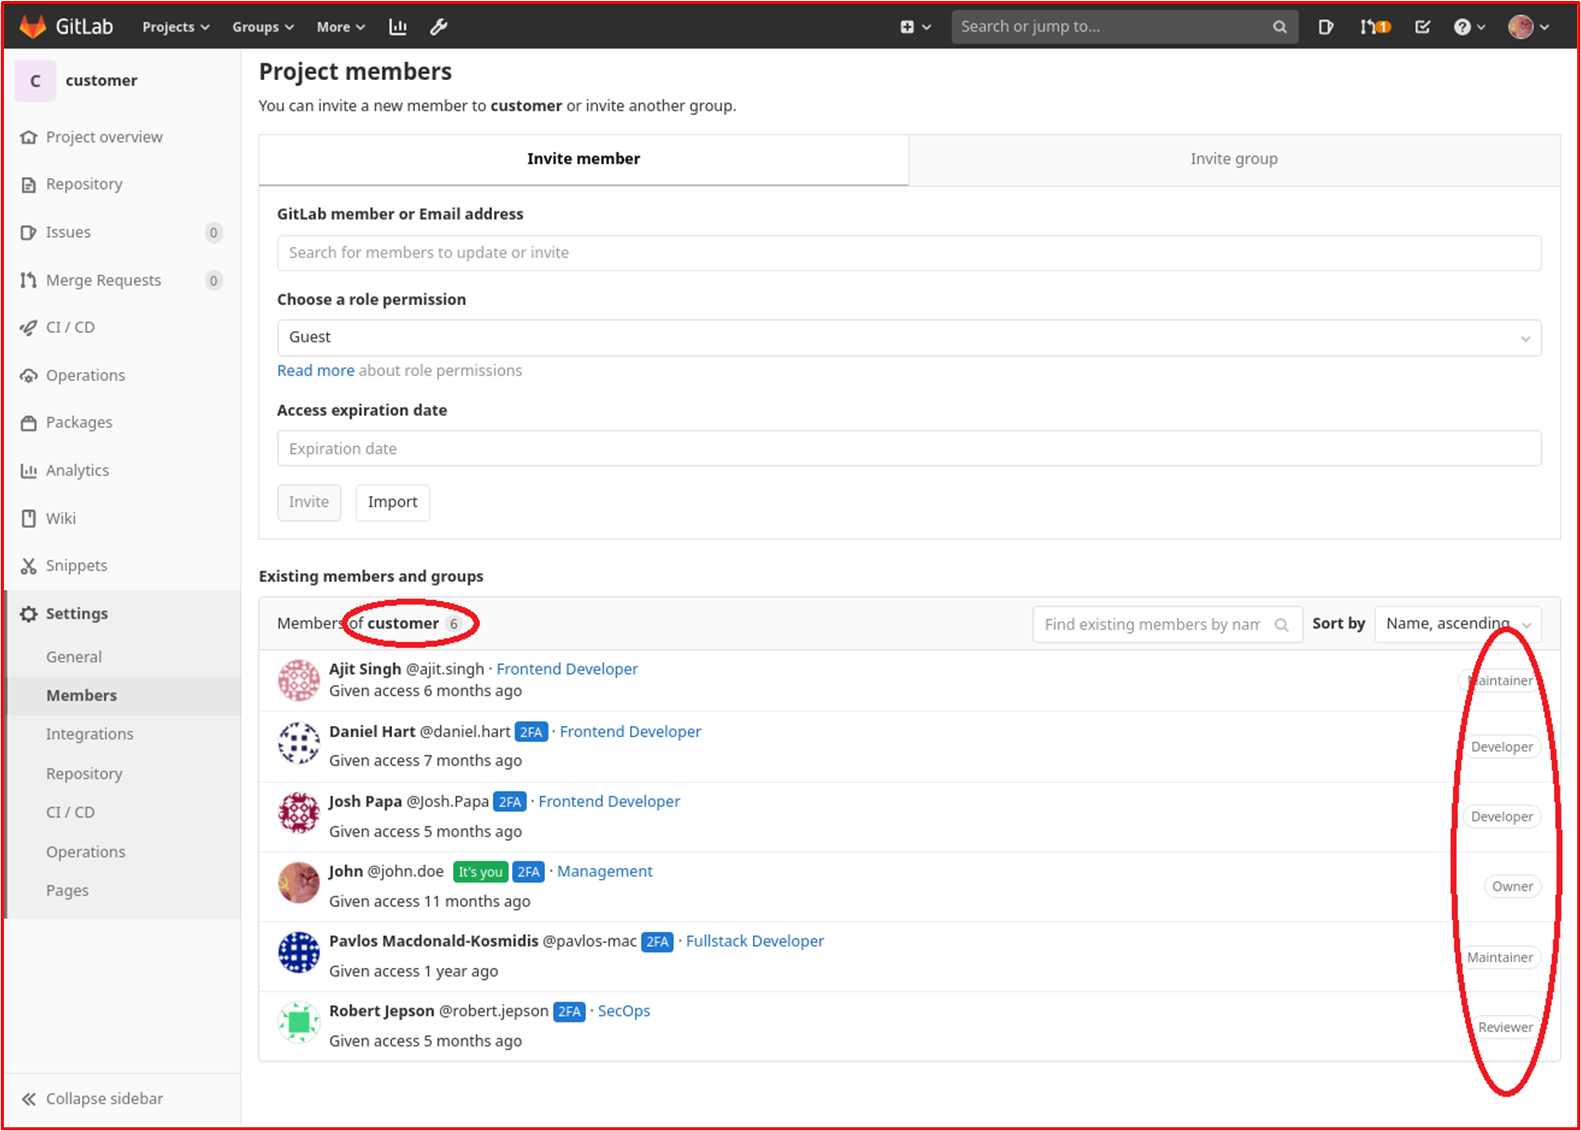 GitLab Projects Groups More Search or jump to... 1
C customer
Project overview
Repository
Issues 0
Merge Requests 0
CI / CD
Operations
Packages
Analytics
Wiki
Snippets
Settings
General
Members
Integrations
Repository
CI / CD
Operations
Pages
Collapse sidebar
Project members
You can invite a new member to customer or invite another group.
Invite member Invite group
GitLab member or Email address
Search for members to update or invite
Choose a role permission
Guest
Read more about role permissions
Access expiration date
Expiration date
Invite Import
Existing members and groups
Members of customer 6 Find existing members by nam Sort by Name, ascending
Ajit Singh @ajit.singh · Frontend Developer
Given access 6 months ago
Maintainer
Daniel Hart @daniel.hart 2FA · Frontend Developer
Given access 7 months ago
Developer
Josh Papa @Josh.Papa 2FA · Frontend Developer
Given access 5 months ago
Developer
John @john.doe It's you 2FA · Management
Given access 11 months ago
Owner
Pavlos Macdonald-Kosmidis @pavlos-mac 2FA · Fullstack Developer
Given access 1 year ago
Maintainer
Robert Jepson @robert.jepson 2FA · SecOps
Given access 5 months ago
Reviewer